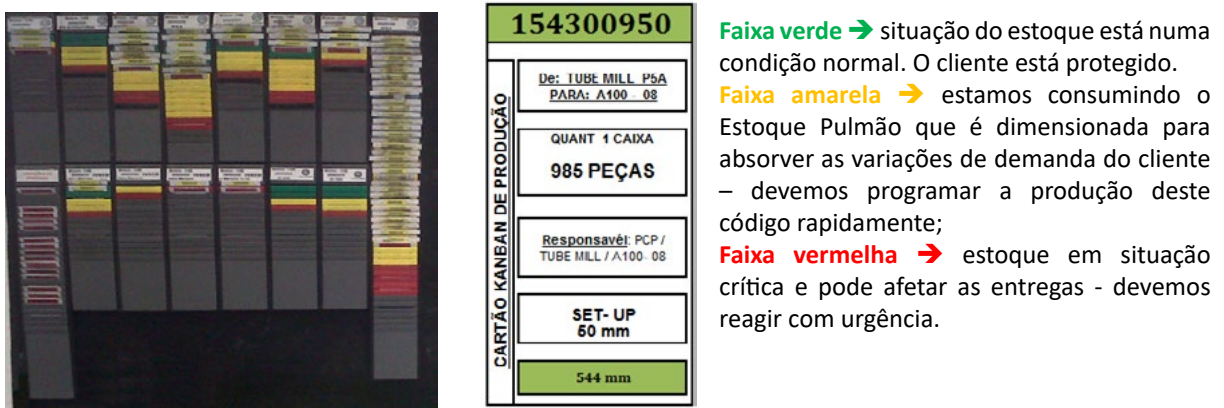 154300950
CARTÃO KANBAN DE PRODUÇÃO
De: TUBE MILL P5A
PARA: A100 - 08
QUANT 1 CAIXA
985 PEÇAS
Responsavél: PCP /
TUBE MILL / A100- 08
SET- UP
50 mm
544 mm
Faixa verde ➔ situação do estoque está numa
condição normal. O cliente está protegido.
Faixa amarela ➔ estamos consumindo o
Estoque Pulmão que é dimensionada para
absorver as variações de demanda do cliente
– devemos programar a produção deste
código rapidamente;
Faixa vermelha ➔ estoque em situação
crítica e pode afetar as entregas - devemos
reagir com urgência.